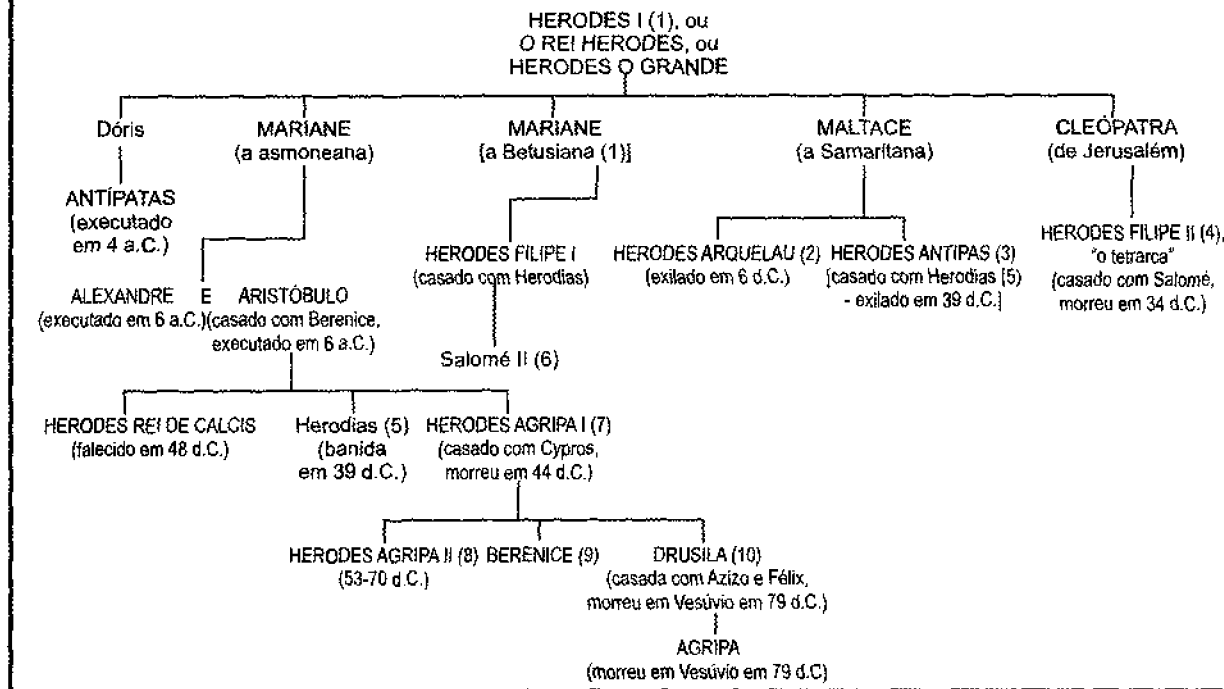 HERODES I (1), ou
O REI HERODES, ou
HERODES O GRANDE
Dóris
MARIANE
(a asmoneana)
MARIANE
[a Betusiana (1)]
MALTACE
(a Samaritana)
CLEÓPATRA
(de Jerusalém)
ANTÍPATAS
(executado
em 4 a.C.)
HERODES FILIPE I
(casado com Herodias)
HERODES ARQUELAU (2)
(exilado em 6 d.C.)
HERODES ANTIPAS (3)
[casado com Herodias (5)
- exilado em 39 d.C.]
HERODES FILIPE II (4),
"o tetrarca"
(casado com Salomé,
morreu em 34 d.C.)
ALEXANDRE E ARISTÓBULO
(executado em 6 a.C.)(casado com Berenice,
executado em 6 a.C.)
Salomé II (6)
HERODES REI DE CALCIS
(falecido em 48 d.C.)
Herodias (5)
(banida
em 39 d.C.)
HERODES AGRIPA I (7)
(casado com Cypros,
morreu em 44 d.C.)
HERODES AGRIPA II (8)
(53-70 d.C.)
BERENICE (9)
DRUSILA (10)
(casada com Azizo e Félix,
morreu em Vesúvio em 79 d.C.)
AGRIPA
(morreu em Vesúvio em 79 d.C)